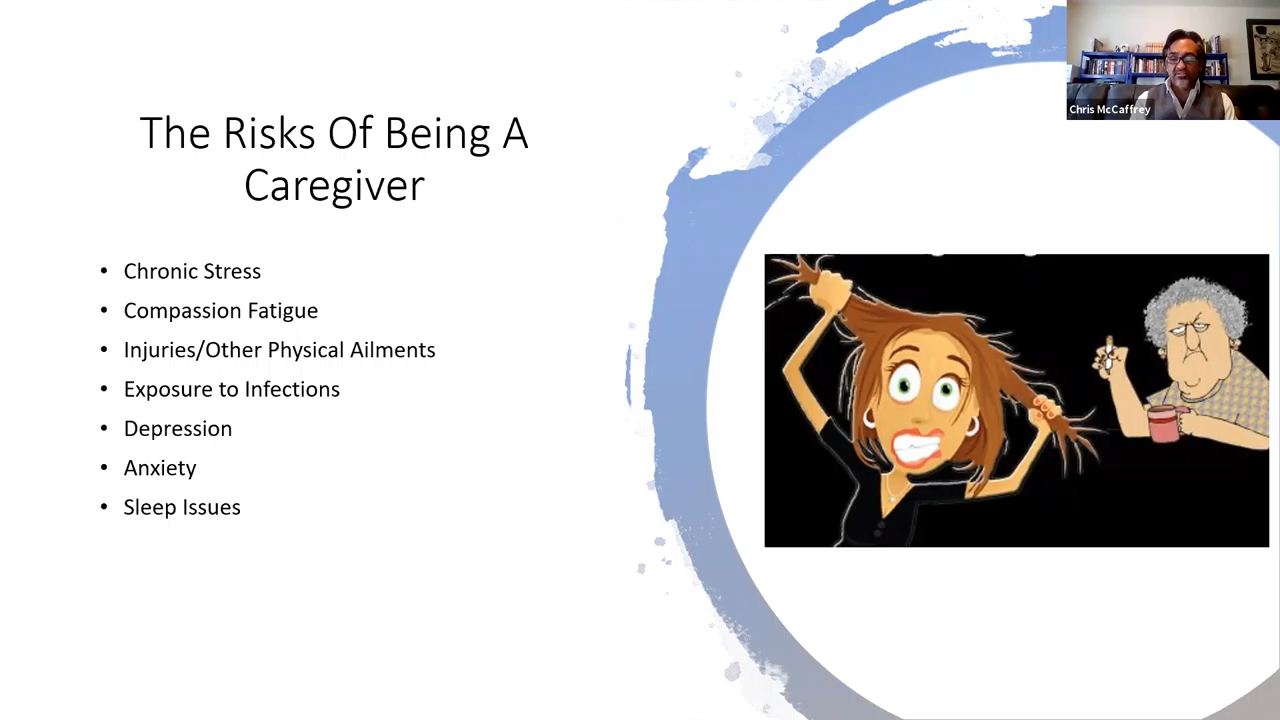 The Risks Of Being A
Caregiver
• Chronic Stress
• Compassion Fatigue
• Injuries/Other Physical Ailments
• Exposure to Infections
• Depression
• Anxiety
• Sleep Issues
Chris McCaffrey